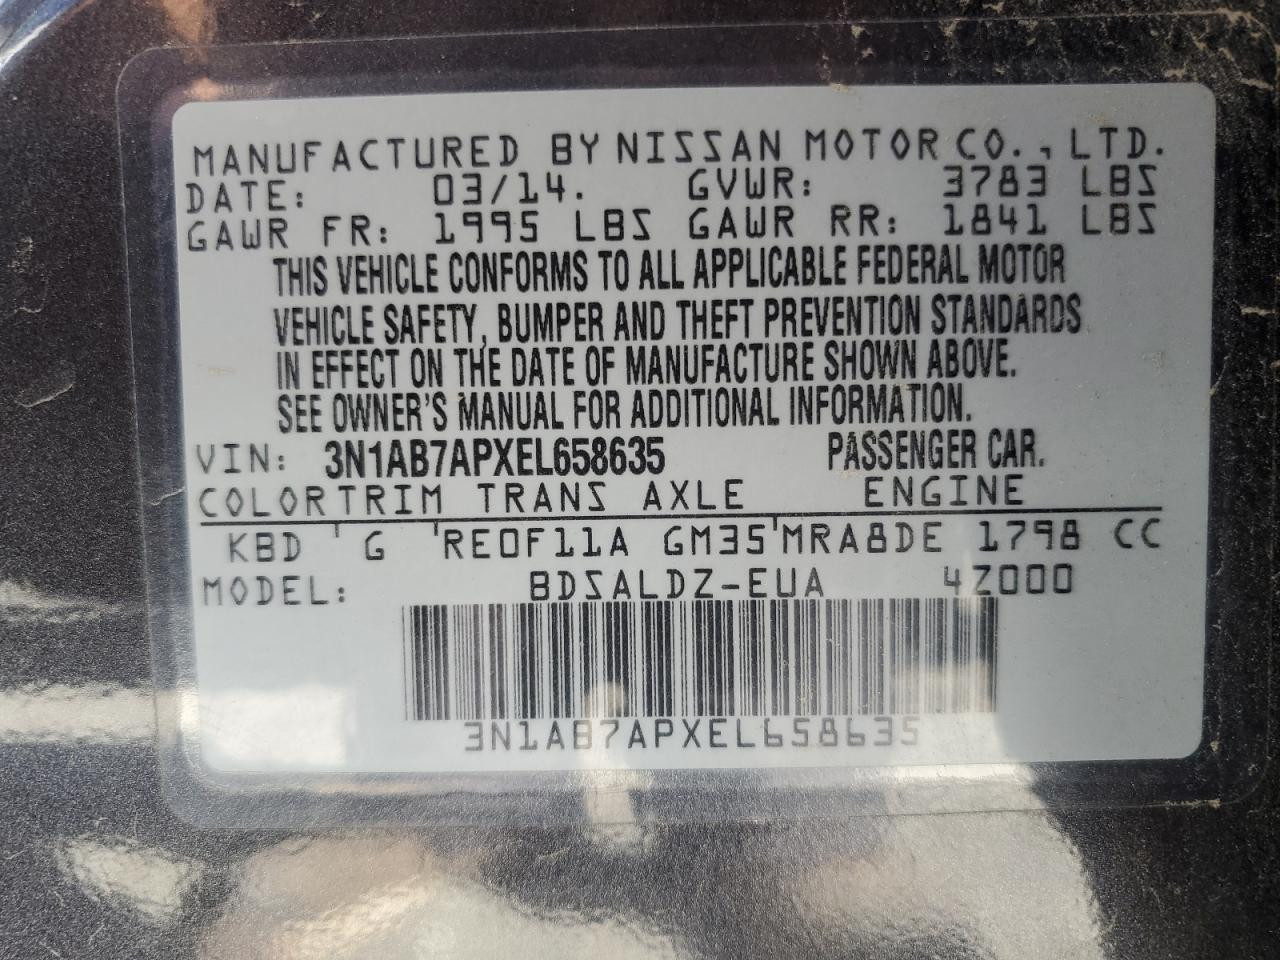 MANUFACTURED BY NISSAN MOTOR CO., LTD.
DATE: 03/14. GVWR: 3783 LBS
GAWR FR: 1995 LBS GAWR RR: 1841 LBS
THIS VEHICLE CONFORMS TO ALL APPLICABLE FEDERAL MOTOR
VEHICLE SAFETY, BUMPER AND THEFT PREVENTION STANDARDS
IN EFFECT ON THE DATE OF MANUFACTURE SHOWN ABOVE.
SEE OWNER'S MANUAL FOR ADDITIONAL INFORMATION.
VIN: 3N1AB7APXEL658635 PASSENGER CAR.
COLOR TRIM TRANS AXLE ENGINE
KBD G RE0F11A GM35 MRA8DE 1798 CC
MODEL: BDSALDZ-EUA 4Z000
3N1AB7APXEL658635